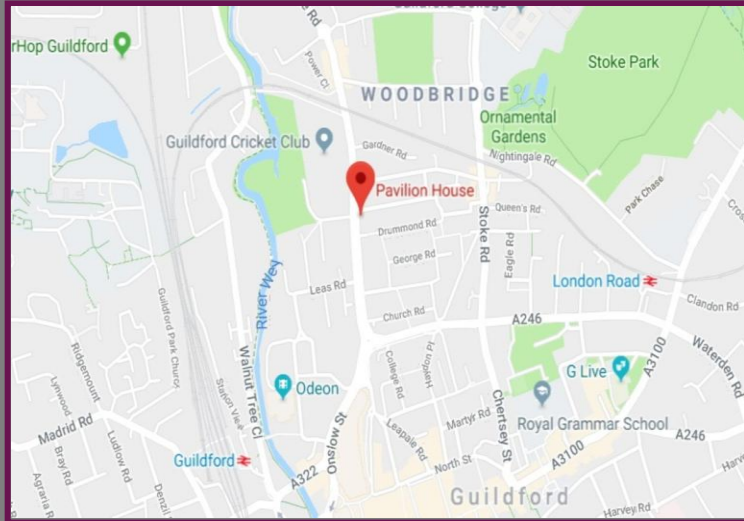 rHop Guildford
Power Ct.
Stoke Park
WOODBRIDGE
Ornamental
Gardens
Guildford Cricket Club
Gardner Rd
Nightingale Rd
Park Chase
Pavilion House
Queen's Rd
Stoke Rd
Drummond Rd
Eagle Rd
George Rd
River Wey
Leas Rd
London Road
Clandon Rd
Guildford Park Church
Church Rd
A246
A3100
Waterden Rd
Ridgemount
Walnut Tree Cl
Station View
Odeon
College Rd
Haydon Pl
G Live
Lynwood
Madrid Rd
Ludlow Rd
Bray Rd
Onslow St
Martyr Rd
Chertsey St
Royal Grammar School
Leapale Rd
A246
Guildford
North St
A3100
A322
Agraria R
Denzil
Guildford
Harvey Rd